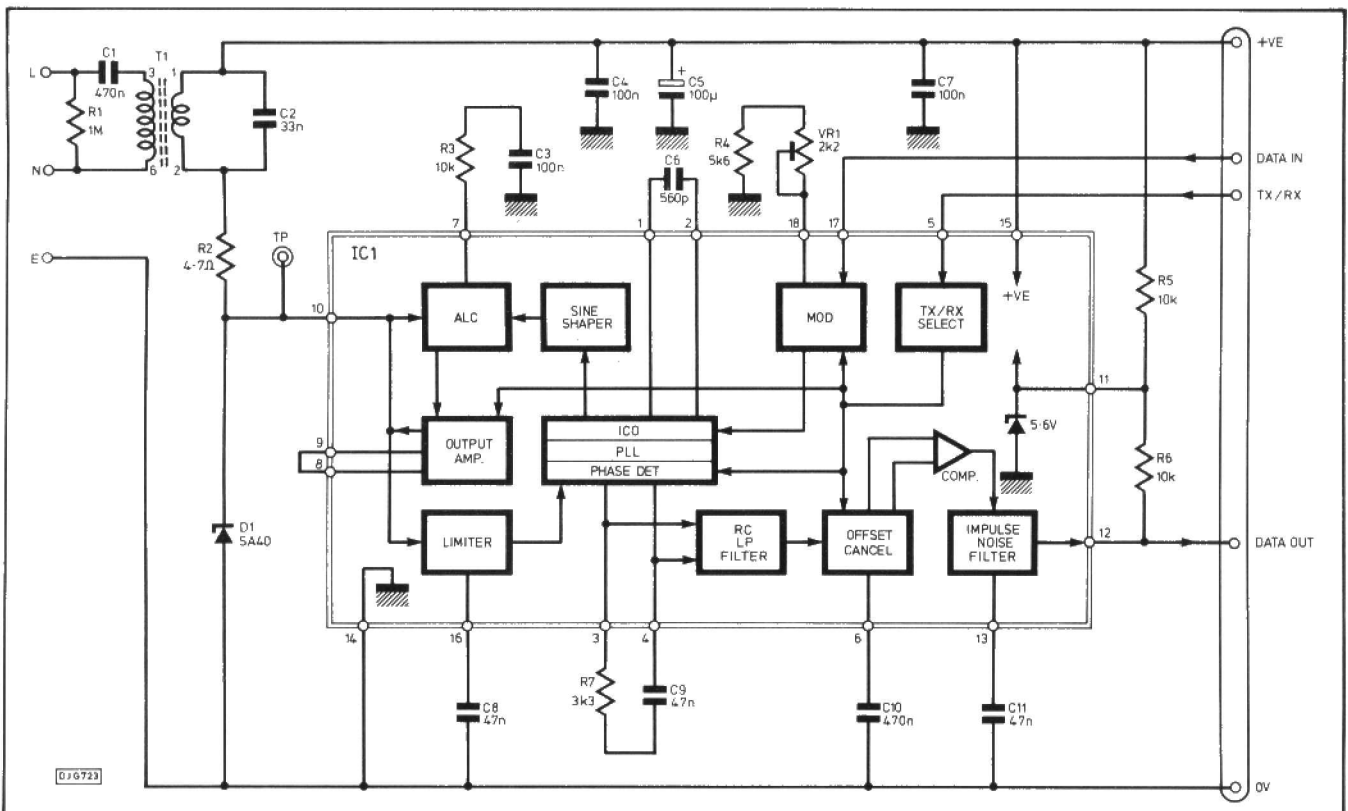 L
C1
470n
R1
1M
N
T1
3
1
6
2
C2
33n
C4
100n
+
C5
100µ
C7
100n
+VE
R3
10k
C3
100n
C6
560p
R4
5k6
VR1
2k2
DATA IN
TX/RX
E
R2
4·7Ω
TP
7
1
2
18
17
5
15
IC1
10
ALC
SINE
SHAPER
MOD
TX/RX
SELECT
+VE
R5
10k
11
9
8
OUTPUT
AMP.
ICO
PLL
PHASE DET
COMP.
5·6V
R6
10k
D1
SA40
LIMITER
RC
LP
FILTER
OFFSET
CANCEL
IMPULSE
NOISE
FILTER
12
DATA OUT
14
16
3
4
6
13
C8
47n
R7
3k3
C9
47n
C10
470n
C11
47n
DJG723
0V